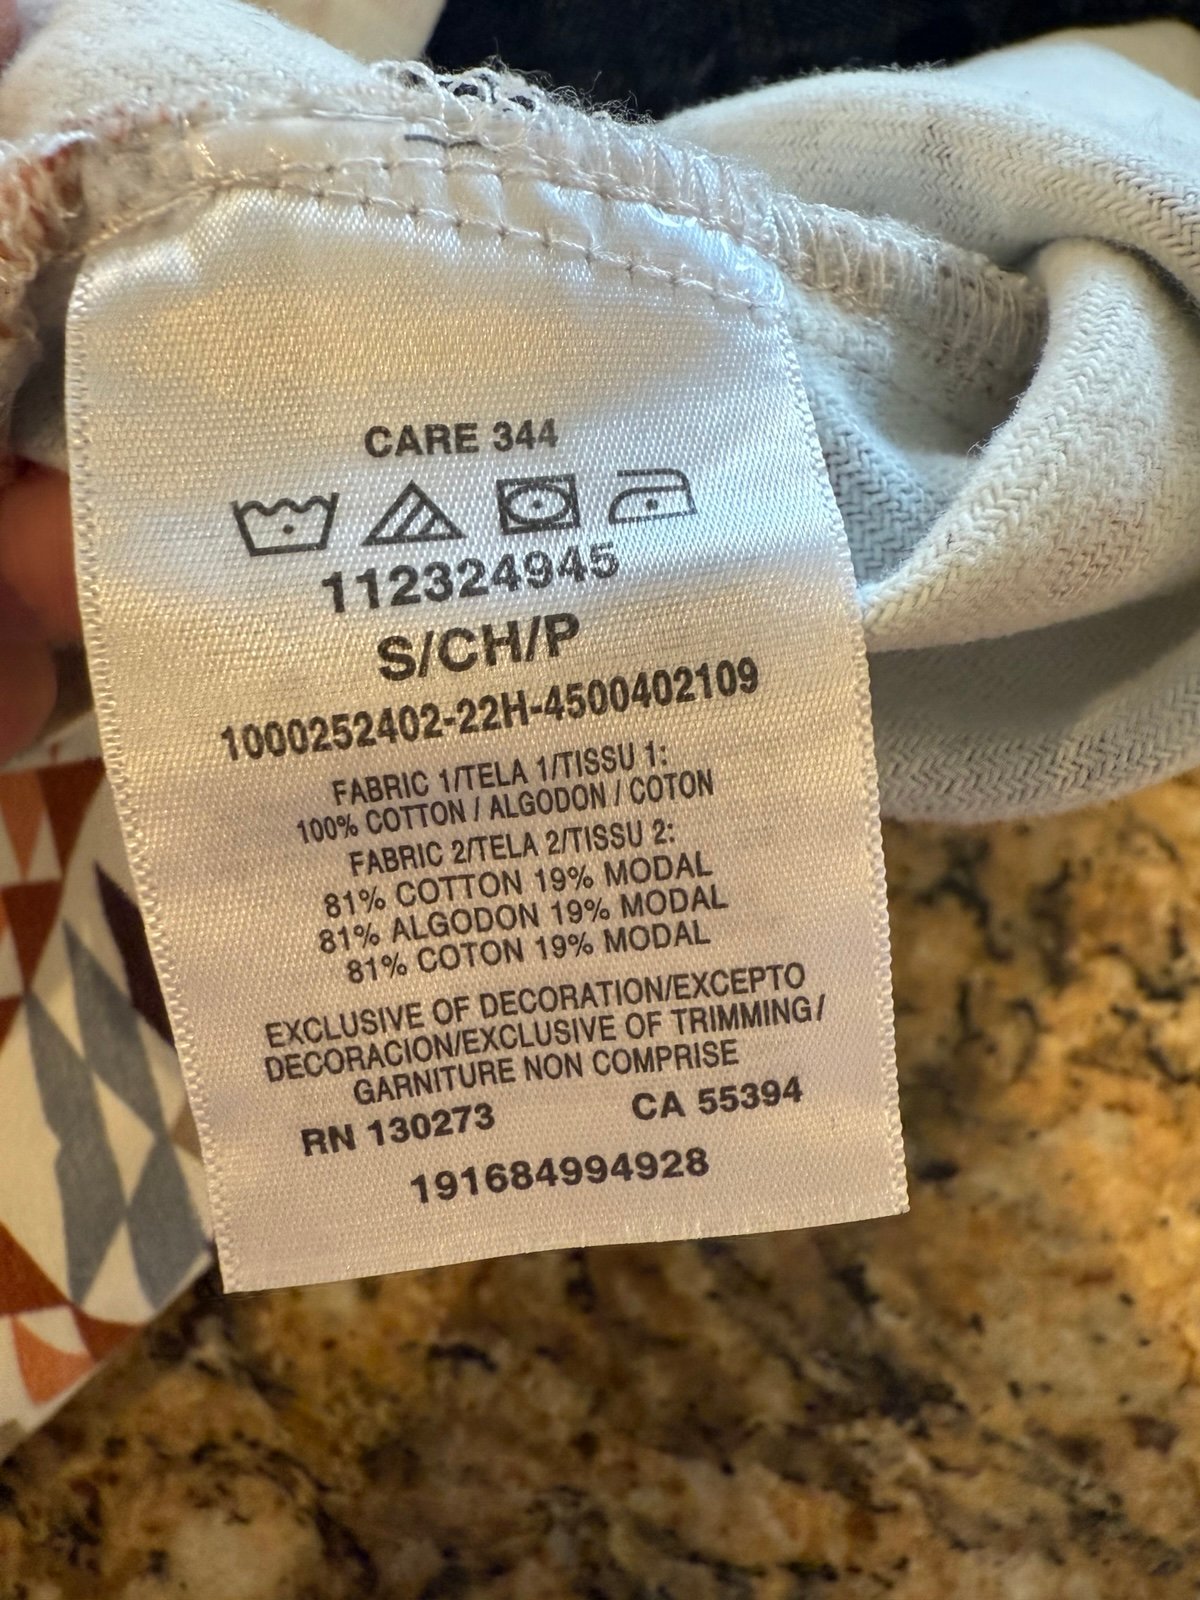 CARE 344
112324945
S/CH/P
1000252402-22H-4500402109
FABRIC 1/TELA 1/TISSU 1:
100% COTTON / ALGODON / COTON
FABRIC 2/TELA 2/TISSU 2:
81% COTTON 19% MODAL
81% ALGODON 19% MODAL
81% COTON 19% MODAL
EXCLUSIVE OF DECORATION/EXCEPTO
DECORACION/EXCLUSIVE OF TRIMMING/
GARNITURE NON COMPRISE
RN 130273 CA 55394
191684994928